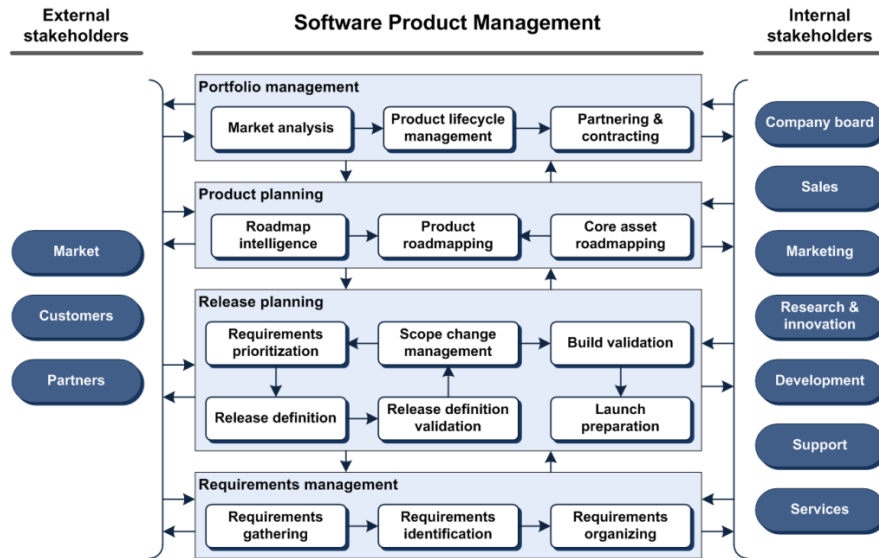 External
stakeholders
Software Product Management
Internal
stakeholders
Portfolio management
Market analysis
Product lifecycle
management
Partnering &
contracting
Product planning
Roadmap
intelligence
Product
roadmapping
Core asset
roadmapping
Release planning
Requirements
prioritization
Scope change
management
Build validation
Release definition
Release definition
validation
Launch
preparation
Requirements management
Requirements
gathering
Requirements
identification
Requirements
organizing
Market
Customers
Partners
Company board
Sales
Marketing
Research &
innovation
Development
Support
Services